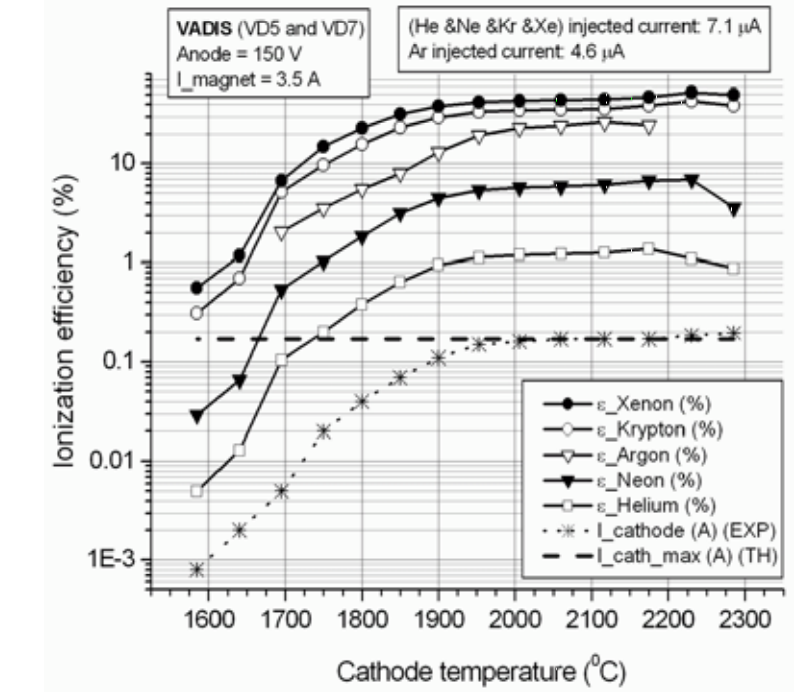 VADIS (VD5 and VD7)
Anode = 150 V
I_magnet = 3.5 A
(He &Ne &Kr &Xe) injected current: 7.1 μA
Ar injected current: 4.6 μA
Ionization efficiency (%)
10
1
0.1
0.01
1E-3
ε_Xenon (%)
ε_Krypton (%)
ε_Argon (%)
ε_Neon (%)
ε_Helium (%)
I_cathode (A) (EXP)
I_cath_max (A) (TH)
1600 1700 1800 1900 2000 2100 2200 2300
Cathode temperature (⁰C)